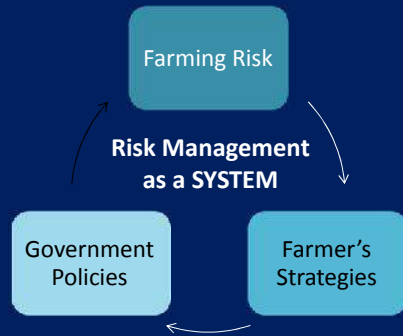 Farming Risk
Risk Management
as a SYSTEM
Government
Policies
Farmer's
Strategies